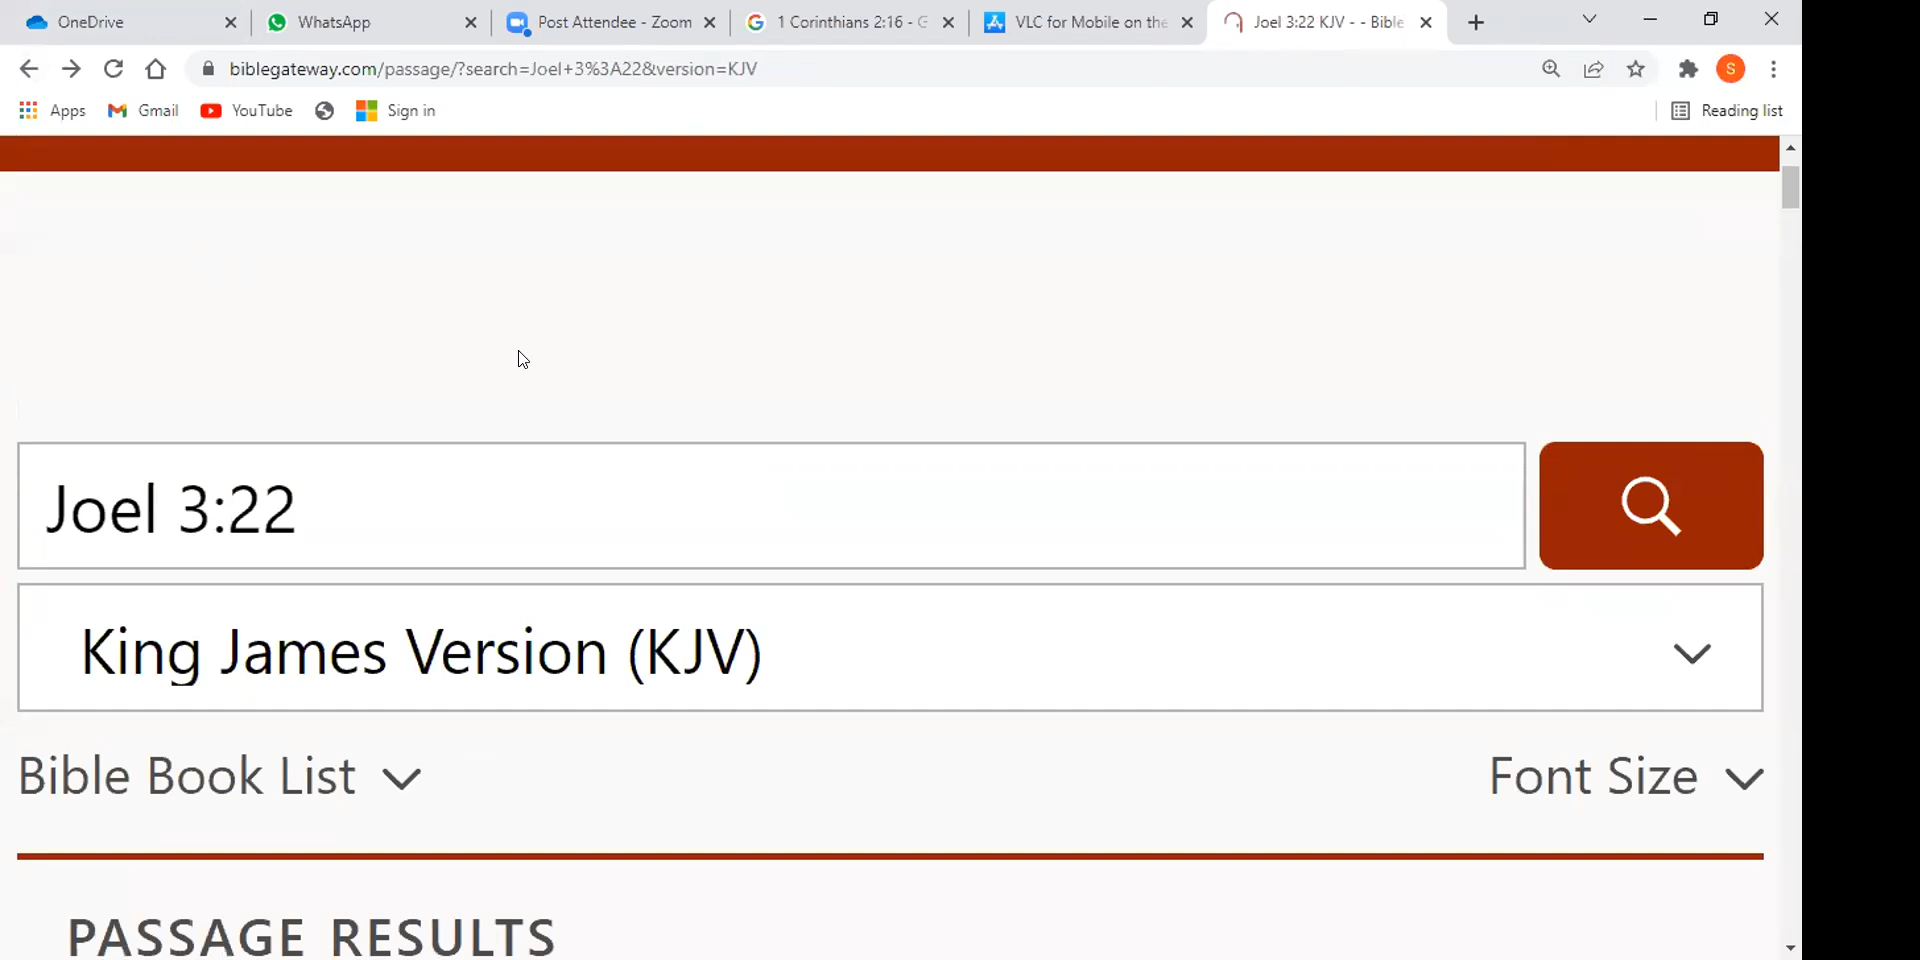 OneDrive
WhatsApp
Post Attendee - Zoom
1 Corinthians 2:16 - G
VLC for Mobile on the
Joel 3:22 KJV - - Bible
biblegateway.com/passage/?search=Joel+3%3A22&version=KJV
S
Apps
Gmail
YouTube
Sign in
Reading list
Joel 3:22
King James Version (KJV)
Bible Book List
Font Size
PASSAGE RESULTS